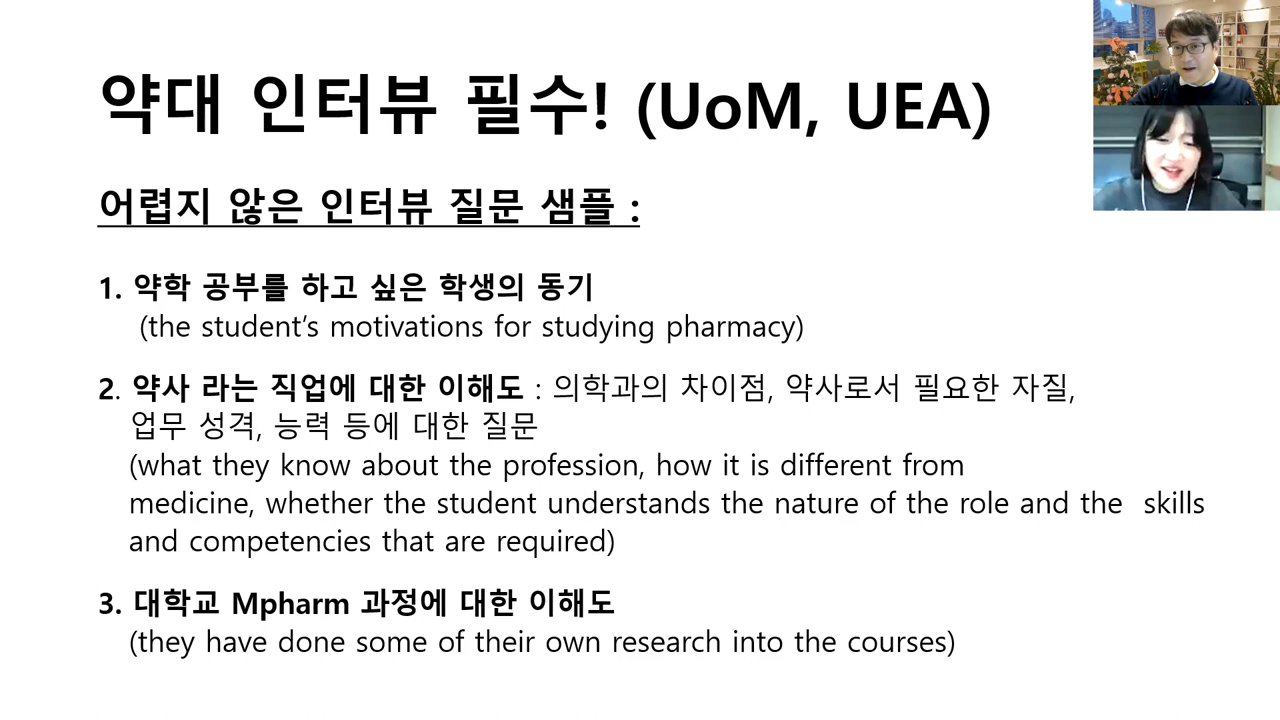 약대 인터뷰 필수! (UoM, UEA)
어렵지 않은 인터뷰 질문 샘플 :
1. 약학 공부를 하고 싶은 학생의 동기
(the student's motivations for studying pharmacy)
2. 약사 라는 직업에 대한 이해도 : 의학과의 차이점, 약사로서 필요한 자질,
업무 성격, 능력 등에 대한 질문
(what they know about the profession, how it is different from
medicine, whether the student understands the nature of the role and the skills
and competencies that are required)
3. 대학교 Mpharm 과정에 대한 이해도
(they have done some of their own research into the courses)